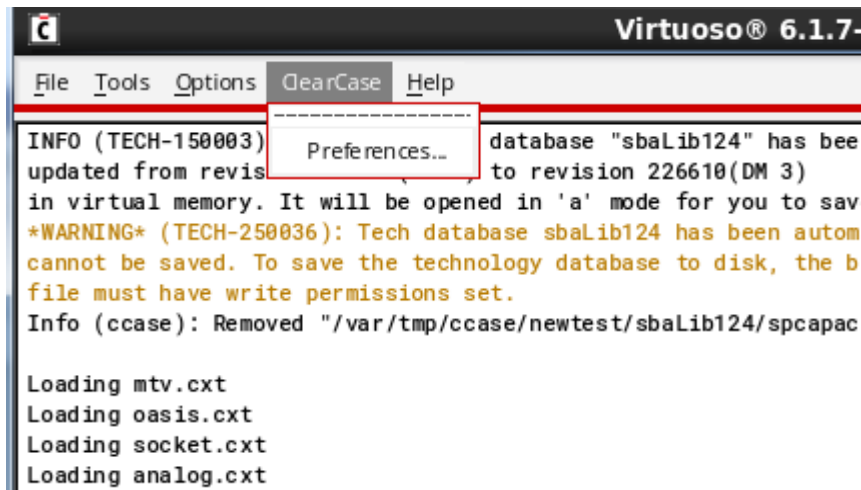 Virtuoso® 6.1.7-
File Tools Options ClearCase Help
Preferences...
INFO (TECH-150003) database "sbaLib124" has bee
updated from revis to revision 226610(DM 3)
in virtual memory. It will be opened in 'a' mode for you to sav
*WARNING* (TECH-250036): Tech database sbaLib124 has been autom
cannot be saved. To save the technology database to disk, the b
file must have write permissions set.
Info (ccase): Removed "/var/tmp/ccase/newtest/sbaLib124/spcapac
Loading mtv.cxt
Loading oasis.cxt
Loading socket.cxt
Loading analog.cxt